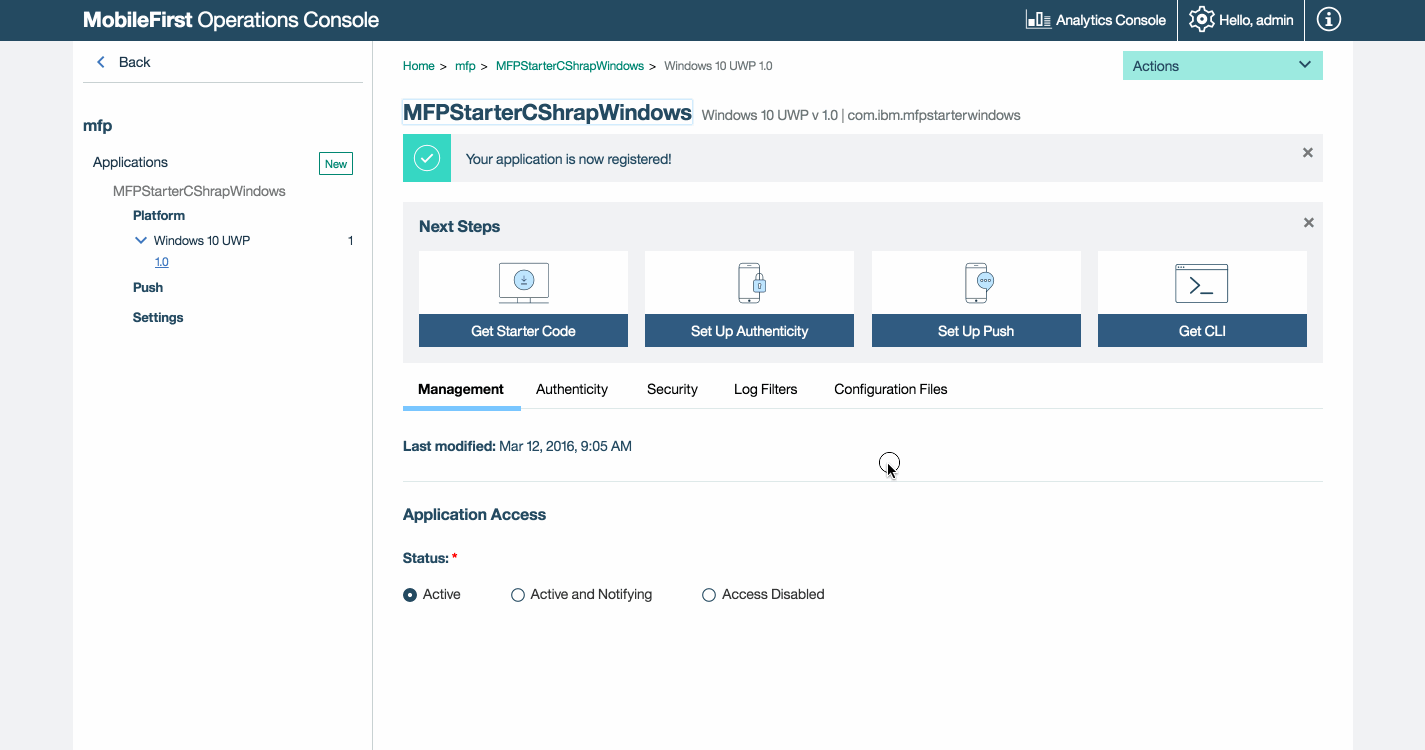 MobileFirst Operations Console
Analytics Console
Hello, admin
Back
Home > mfp > MFPStarterCShrapWindows > Windows 10 UWP 1.0
Actions
mfp
MFPStarterCShrapWindows Windows 10 UWP v 1.0 | com.ibm.mfpstarterwindows
Applications
New
Your application is now registered!
MFPStarterCShrapWindows
Platform
Windows 10 UWP 1
1.0
Push
Settings
Next Steps
Get Starter Code
Set Up Authenticity
Set Up Push
Get CLI
Management
Authenticity
Security
Log Filters
Configuration Files
Last modified: Mar 12, 2016, 9:05 AM
Application Access
Status: *
Active
Active and Notifying
Access Disabled